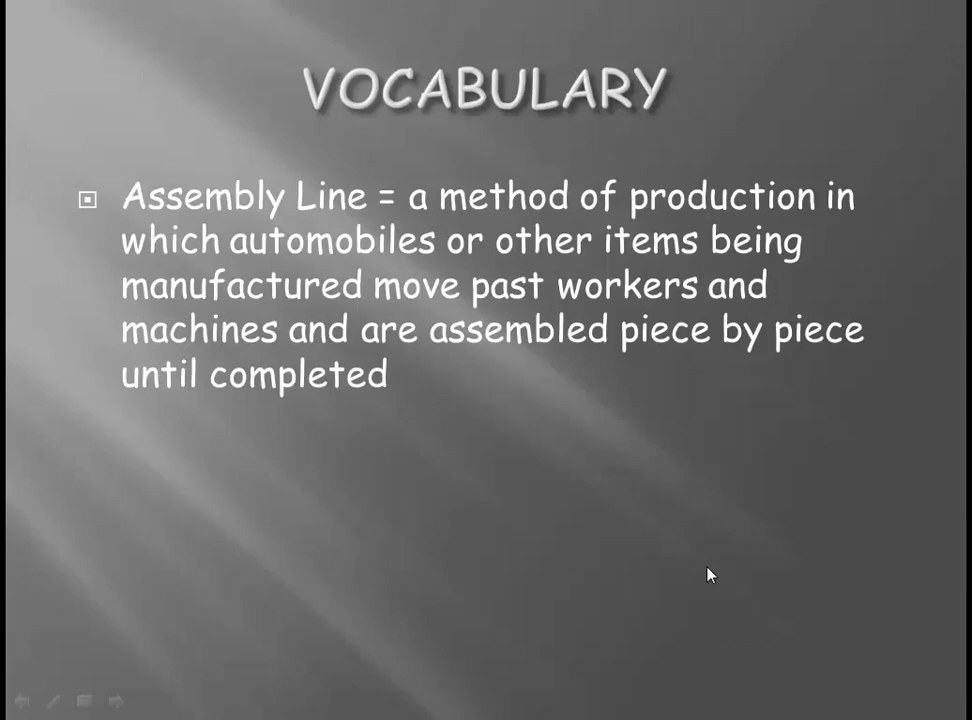 VOCABULARY
Assembly Line = a method of production in
which automobiles or other items being
manufactured move past workers and
machines and are assembled piece by piece
until completed